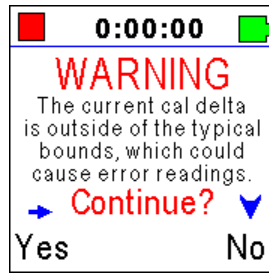 0:00:00
WARNING
The current cal delta
is outside of the typical
bounds, which could
cause error readings.
Continue?
Yes No